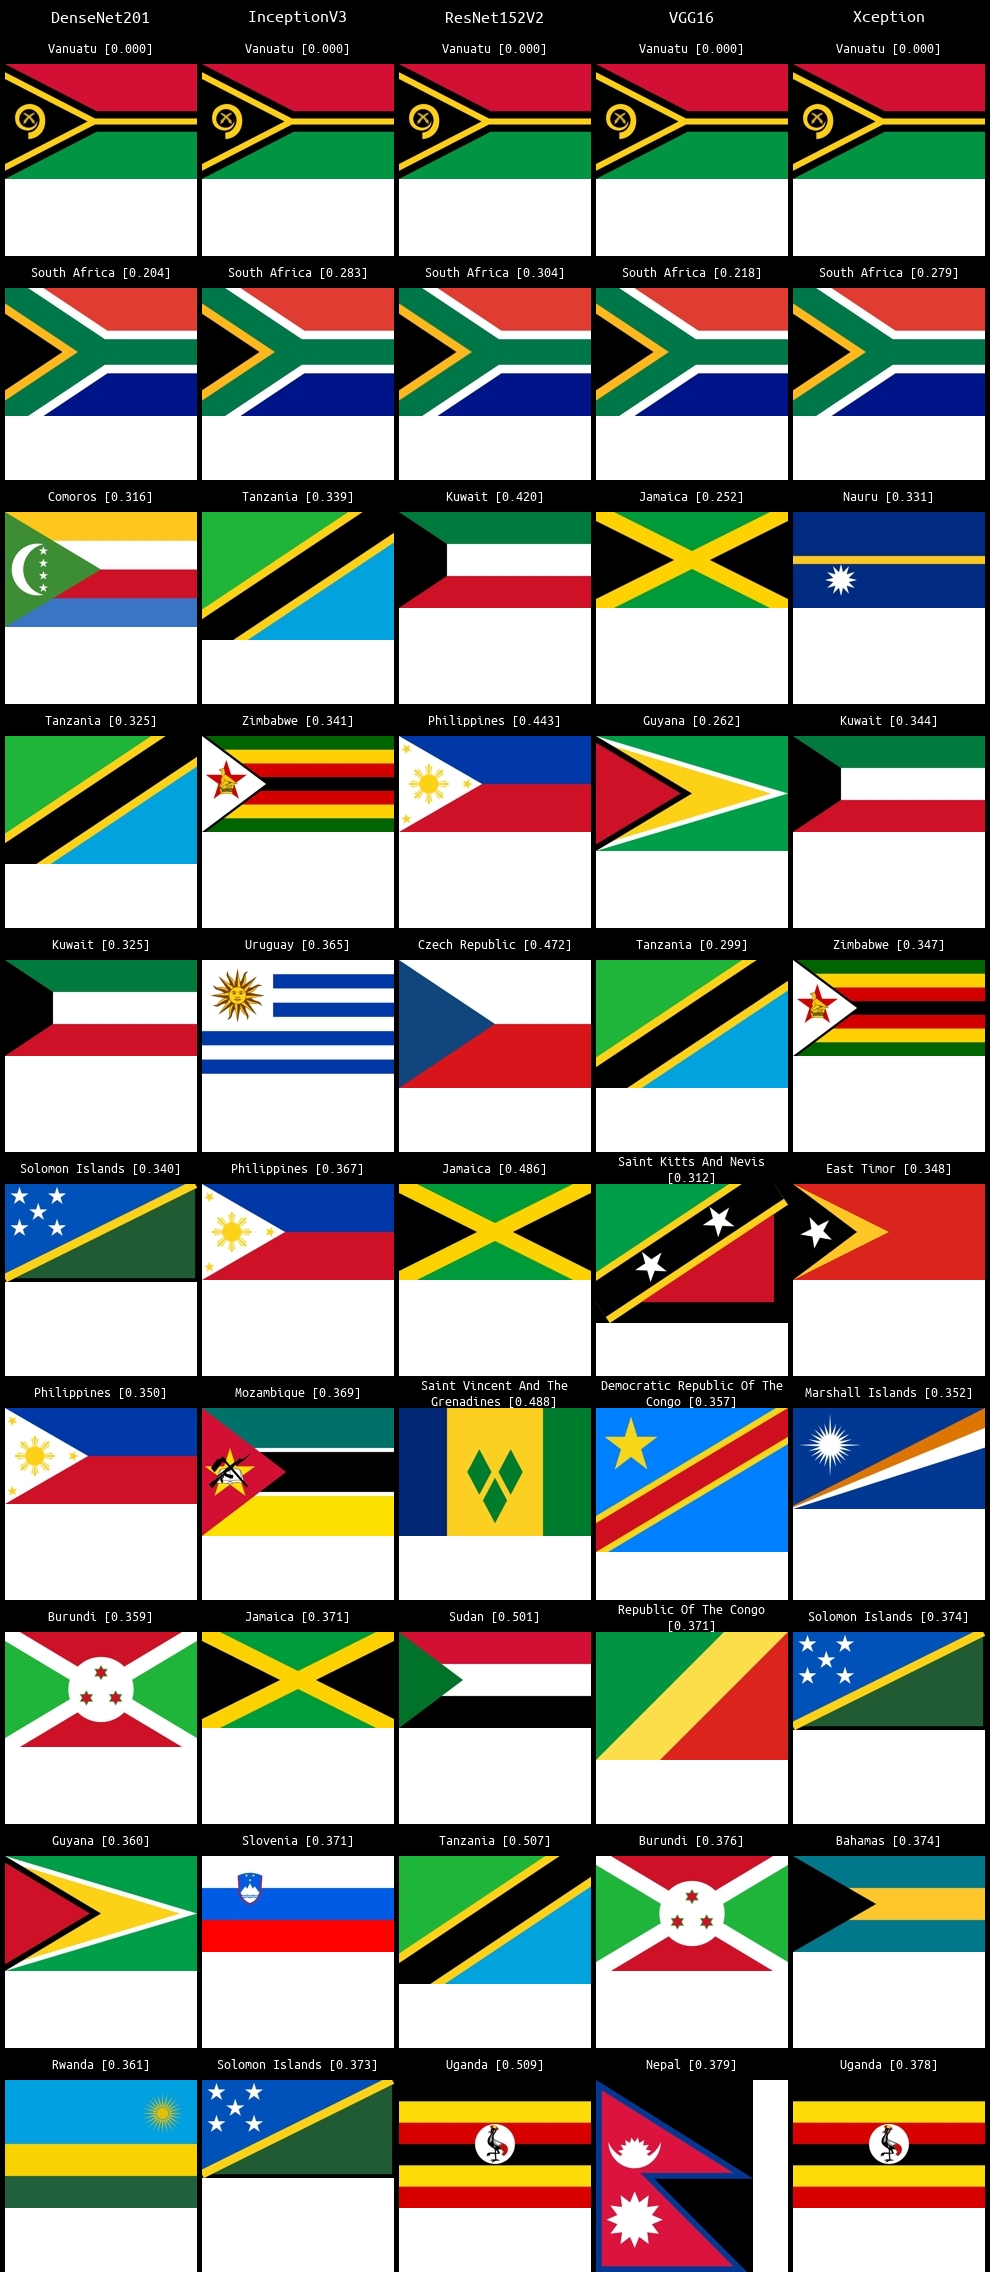 DenseNet201 InceptionV3 ResNet152V2 VGG16 Xception
Vanuatu [0.000] Vanuatu [0.000] Vanuatu [0.000] Vanuatu [0.000] Vanuatu [0.000]
South Africa [0.204] South Africa [0.283] South Africa [0.304] South Africa [0.218] South Africa [0.279]
Comoros [0.316] Tanzania [0.339] Kuwait [0.420] Jamaica [0.252] Nauru [0.331]
Tanzania [0.325] Zimbabwe [0.341] Philippines [0.443] Guyana [0.262] Kuwait [0.344]
Kuwait [0.325] Uruguay [0.365] Czech Republic [0.472] Tanzania [0.299] Zimbabwe [0.347]
Saint Kitts And Nevis
Solomon Islands [0.340] Philippines [0.367] Jamaica [0.486] [0.312] East Timor [0.348]
Saint Vincent And The Democratic Republic Of The
Philippines [0.350] Mozambique [0.369] Grenadines [0.488] Congo [0.357] Marshall Islands [0.352]
Republic Of The Congo
Burundi [0.359] Jamaica [0.371] Sudan [0.501] [0.371] Solomon Islands [0.374]
Guyana [0.360] Slovenia [0.371] Tanzania [0.507] Burundi [0.376] Bahamas [0.374]
Rwanda [0.361] Solomon Islands [0.373] Uganda [0.509] Nepal [0.379] Uganda [0.378]